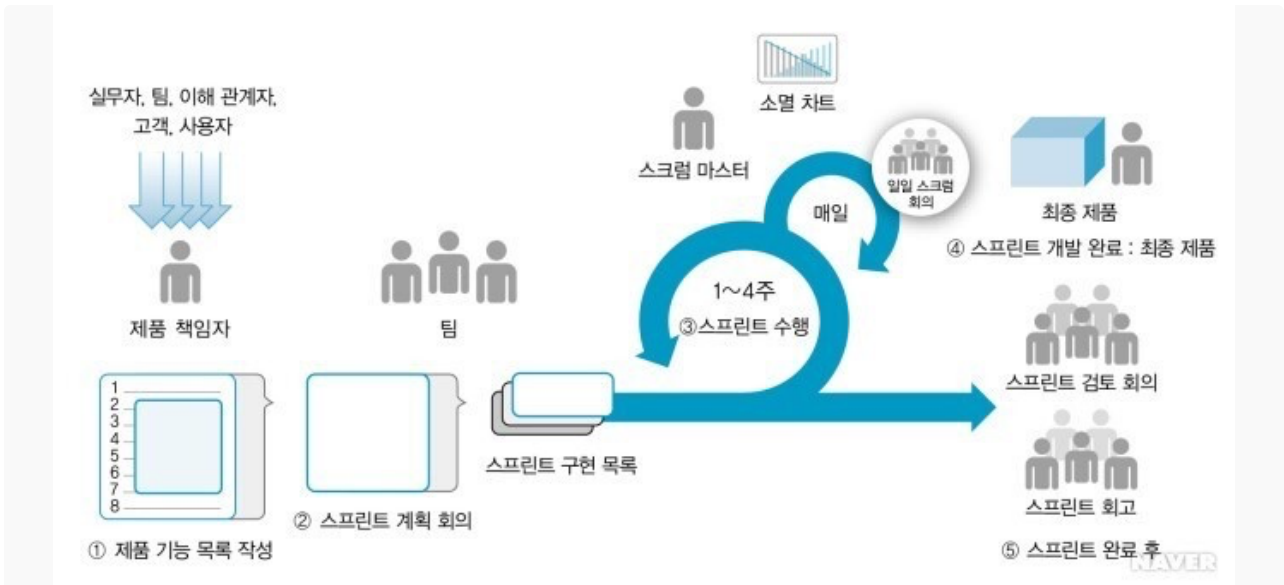 실무자, 팀, 이해 관계자,
고객, 사용자
제품 책임자
팀
스크럼 마스터
소멸 차트
일일 스크럼
회의
매일
1~4주
③스프린트 수행
최종 제품
④ 스프린트 개발 완료 : 최종 제품
1
2
3
4
5
6
7
8
① 제품 기능 목록 작성
② 스프린트 계획 회의
스프린트 구현 목록
스프린트 검토 회의
스프린트 회고
⑤ 스프린트 완료 후
NAVER